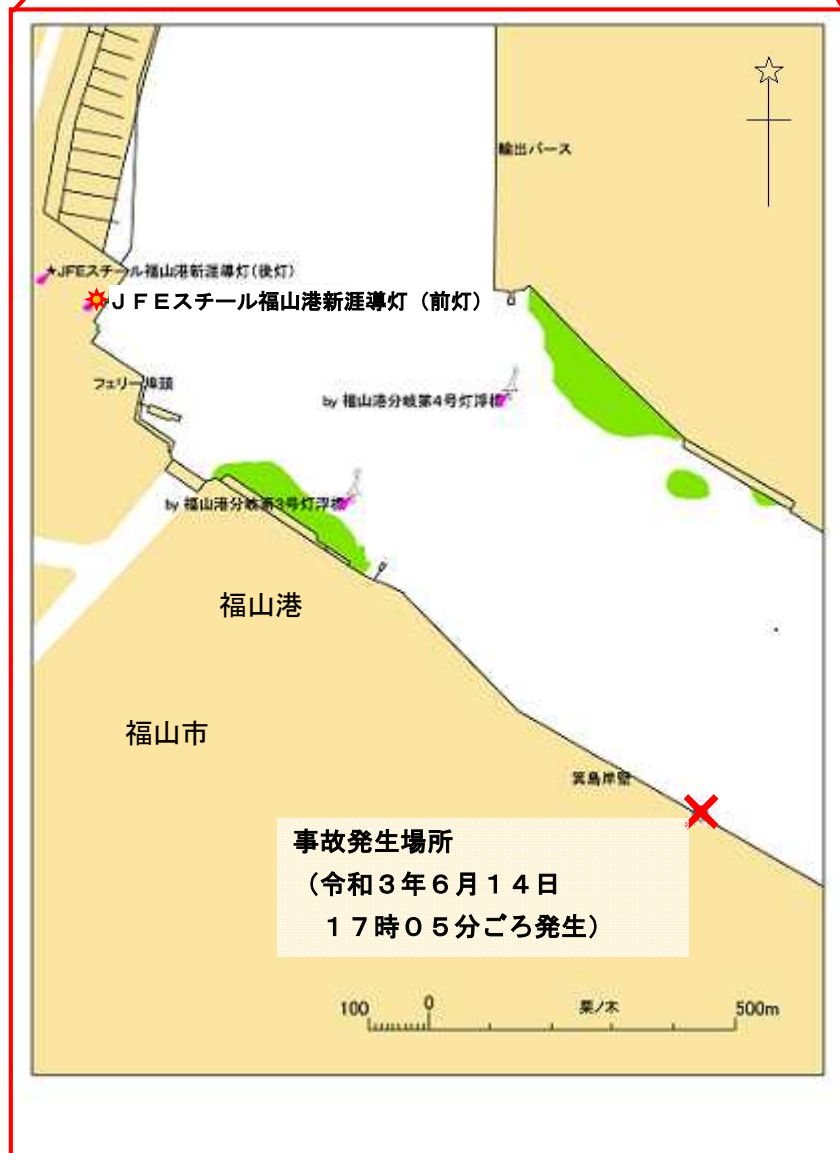 輸出バース
JFEスチール福山港新涯導灯(後灯)
JFEスチール福山港新涯導灯（前灯）
フェリー埠頭
by 福山港分岐第4号灯浮標
by 福山港分岐第3号灯浮標
福山港
福山市
箕島岸壁
事故発生場所
（令和３年６月１４日
１７時０５分ごろ発生）
100 0 栗ノ木 500m